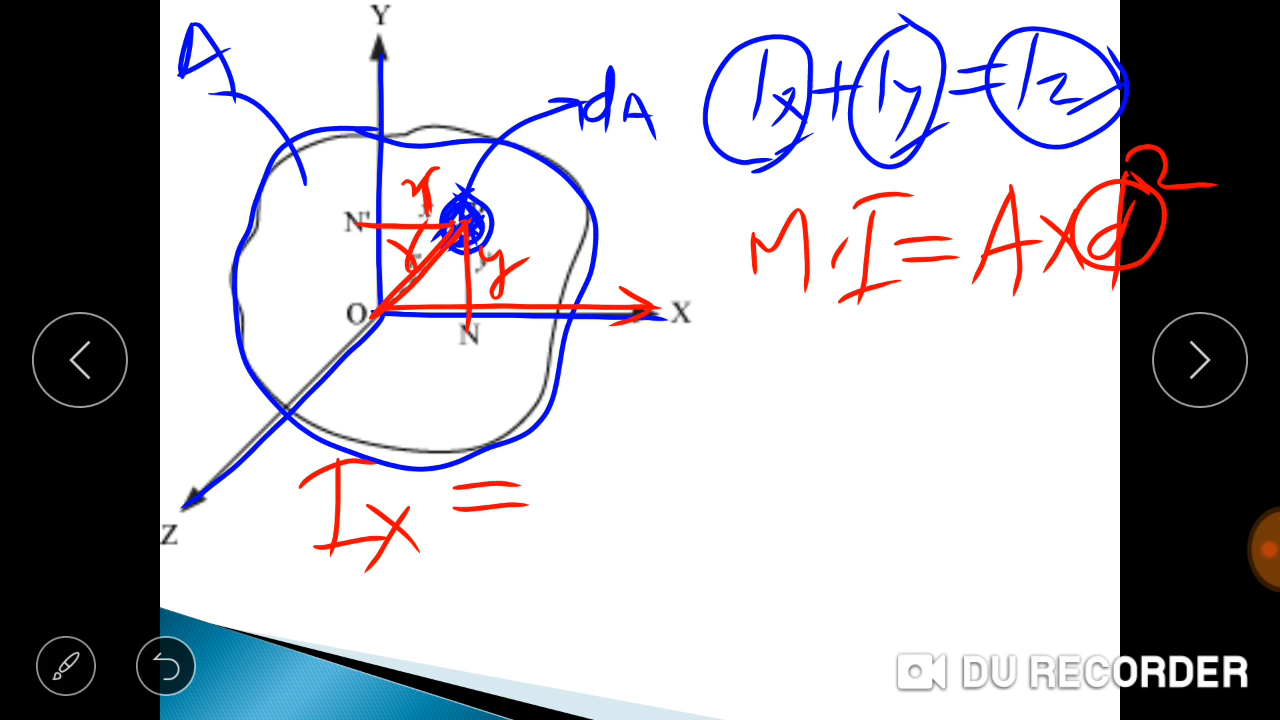 Y
A
dA
Ix + Iy = Iz
M.I = A x d²
x
N'
r
y
O
X
N
Ix =
Z
DU RECORDER